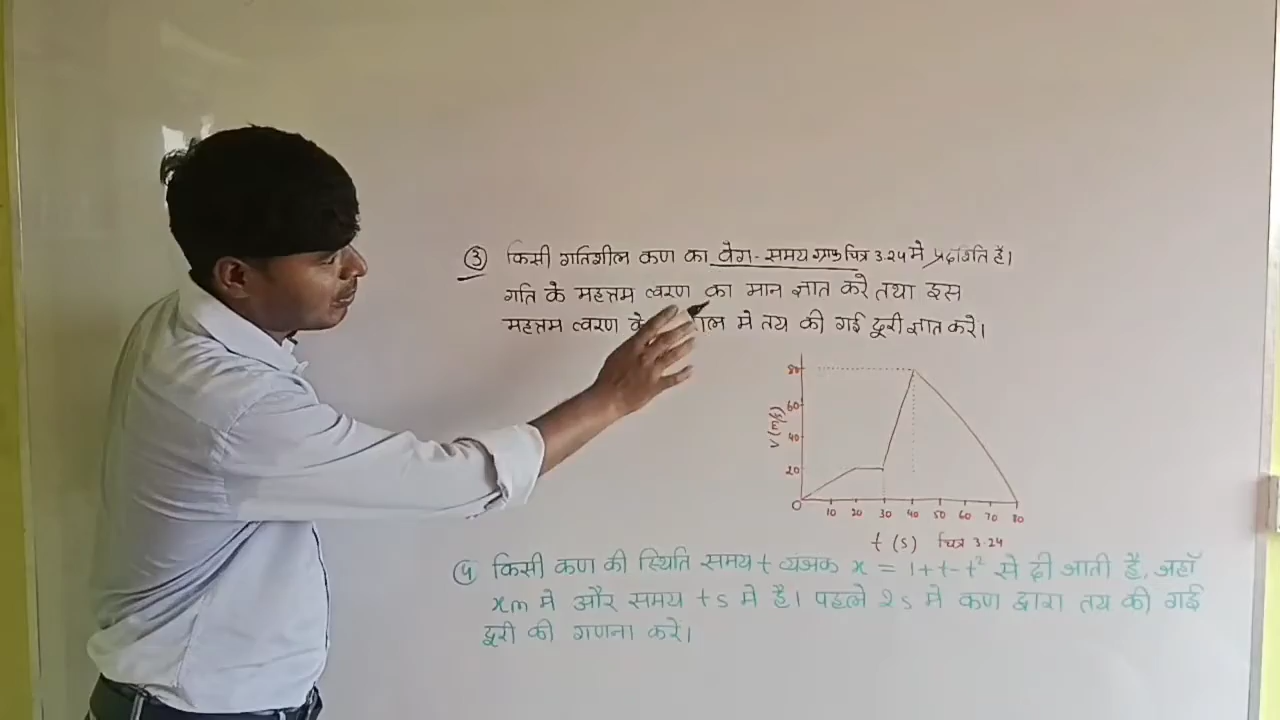 ③ किसी गतिशील कण का वेग - समय ग्राफ चित्र 3.24 मे प्रदर्शित है।
गति के महत्तम त्वरण का मान ज्ञात करे तथा इस
महत्तम त्वरण के मे तय की गई दूरी ज्ञात करे।
80
60
40
20
V (m/s)
0 10 20 30 40 50 60 70 80
t (s) चित्र 3.24
④ किसी कण की स्थिति समय t व्यंजक x = 1+t-t² से दी जाती है, जहाँ
x m मे और समय t s मे है। पहले 2s मे कण द्वारा तय की गई
दूरी की गणना करे।